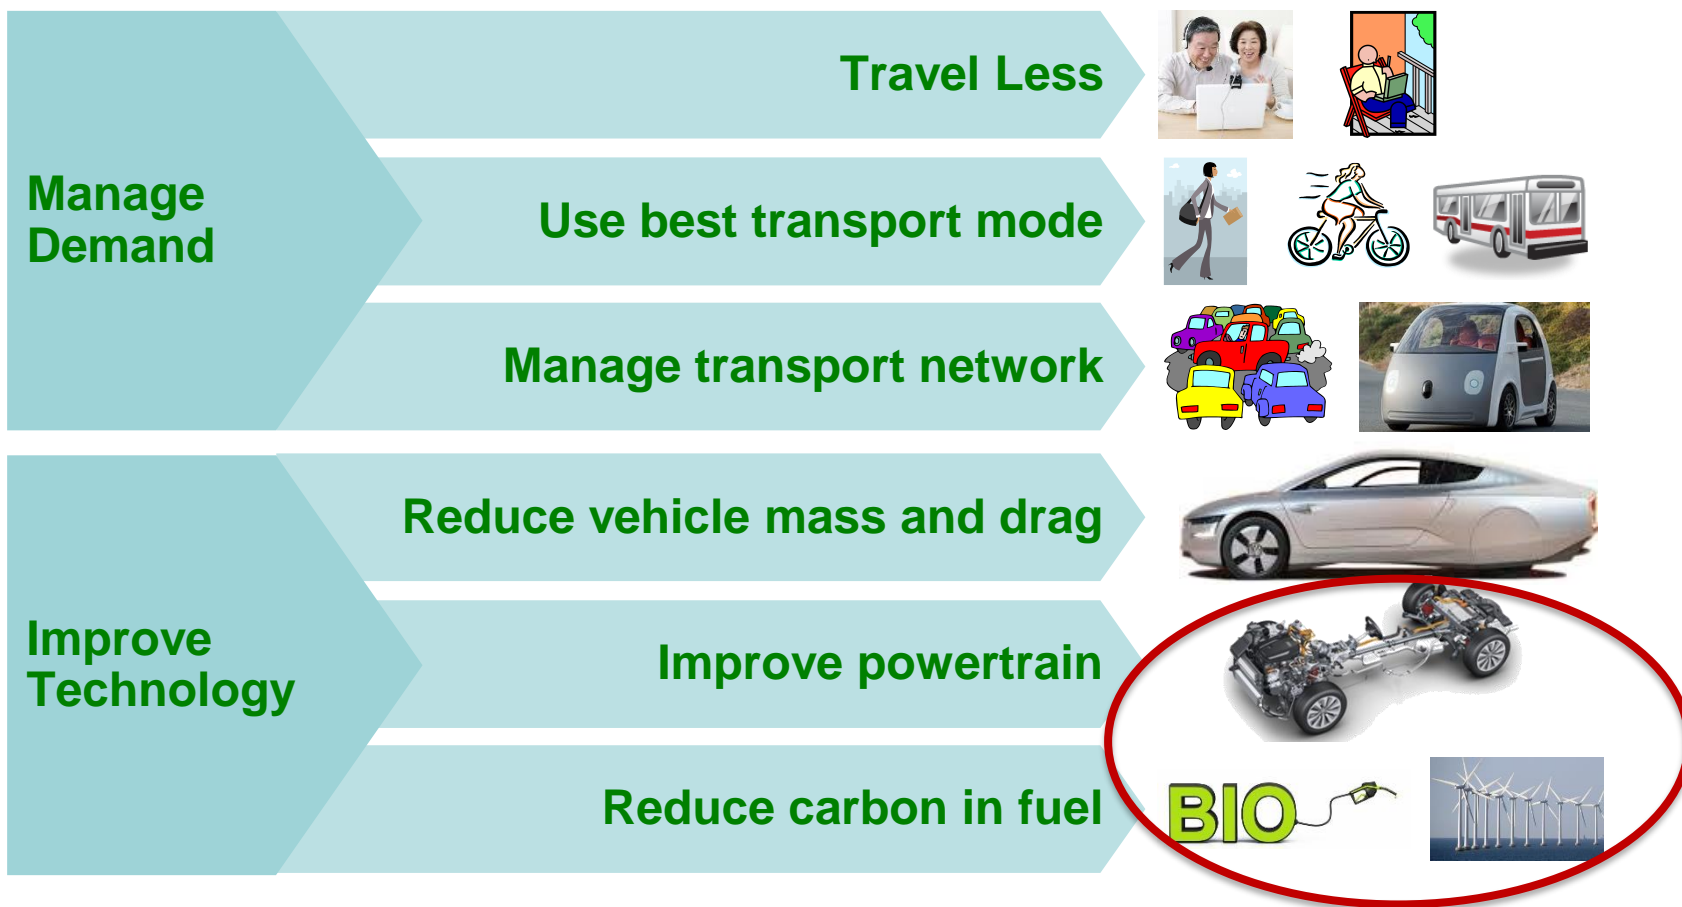 Manage
Demand
Travel Less
Use best transport mode
Manage transport network
Improve
Technology
Reduce vehicle mass and drag
Improve powertrain
Reduce carbon in fuel
BIO